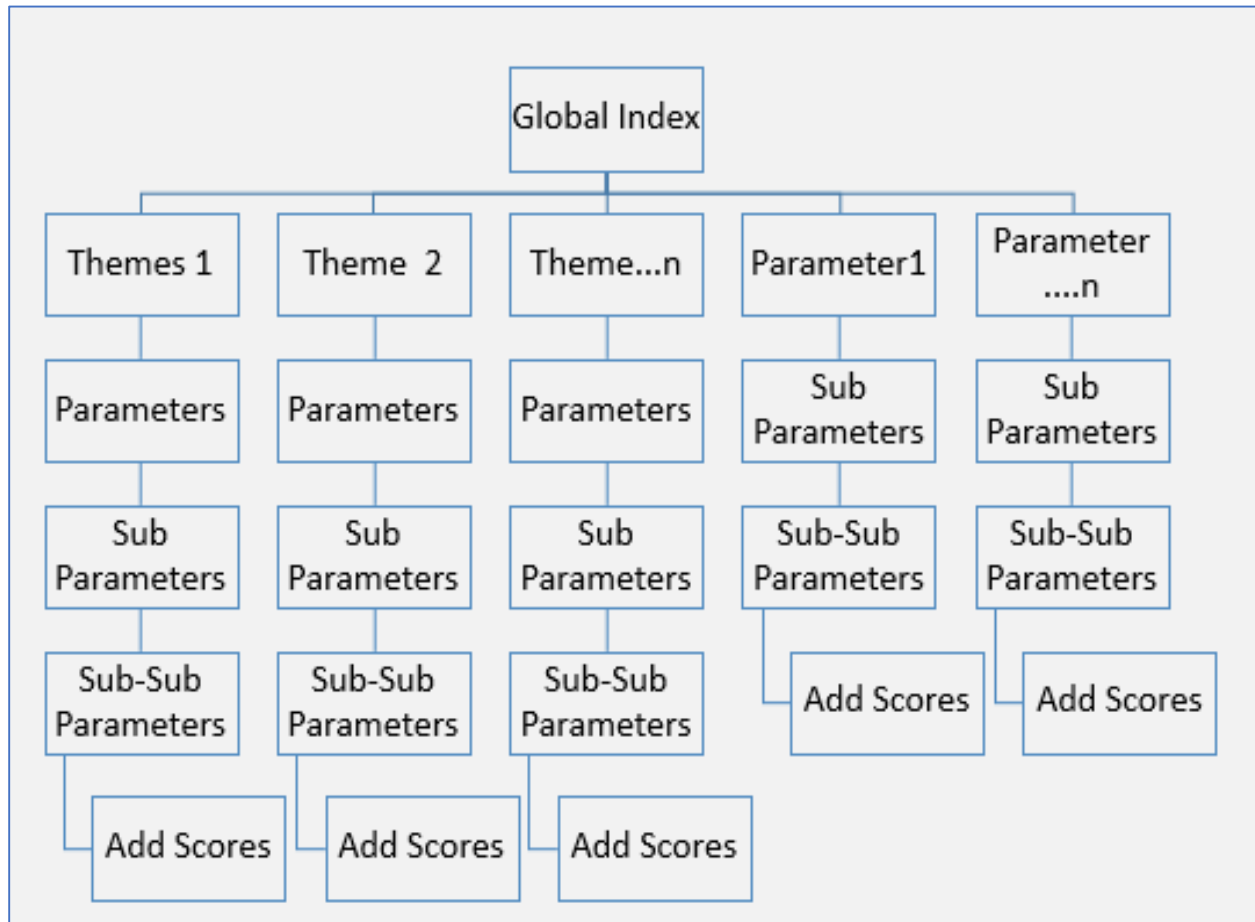 Global Index
Themes 1
Theme  2
Theme...n
Parameter1
Parameter
....n
Parameters
Parameters
Parameters
Sub
Parameters
Sub
Parameters
Sub
Parameters
Sub
Parameters
Sub
Parameters
Sub-Sub
Parameters
Sub-Sub
Parameters
Sub-Sub
Parameters
Sub-Sub
Parameters
Sub-Sub
Parameters
Add Scores
Add Scores
Add Scores
Add Scores
Add Scores